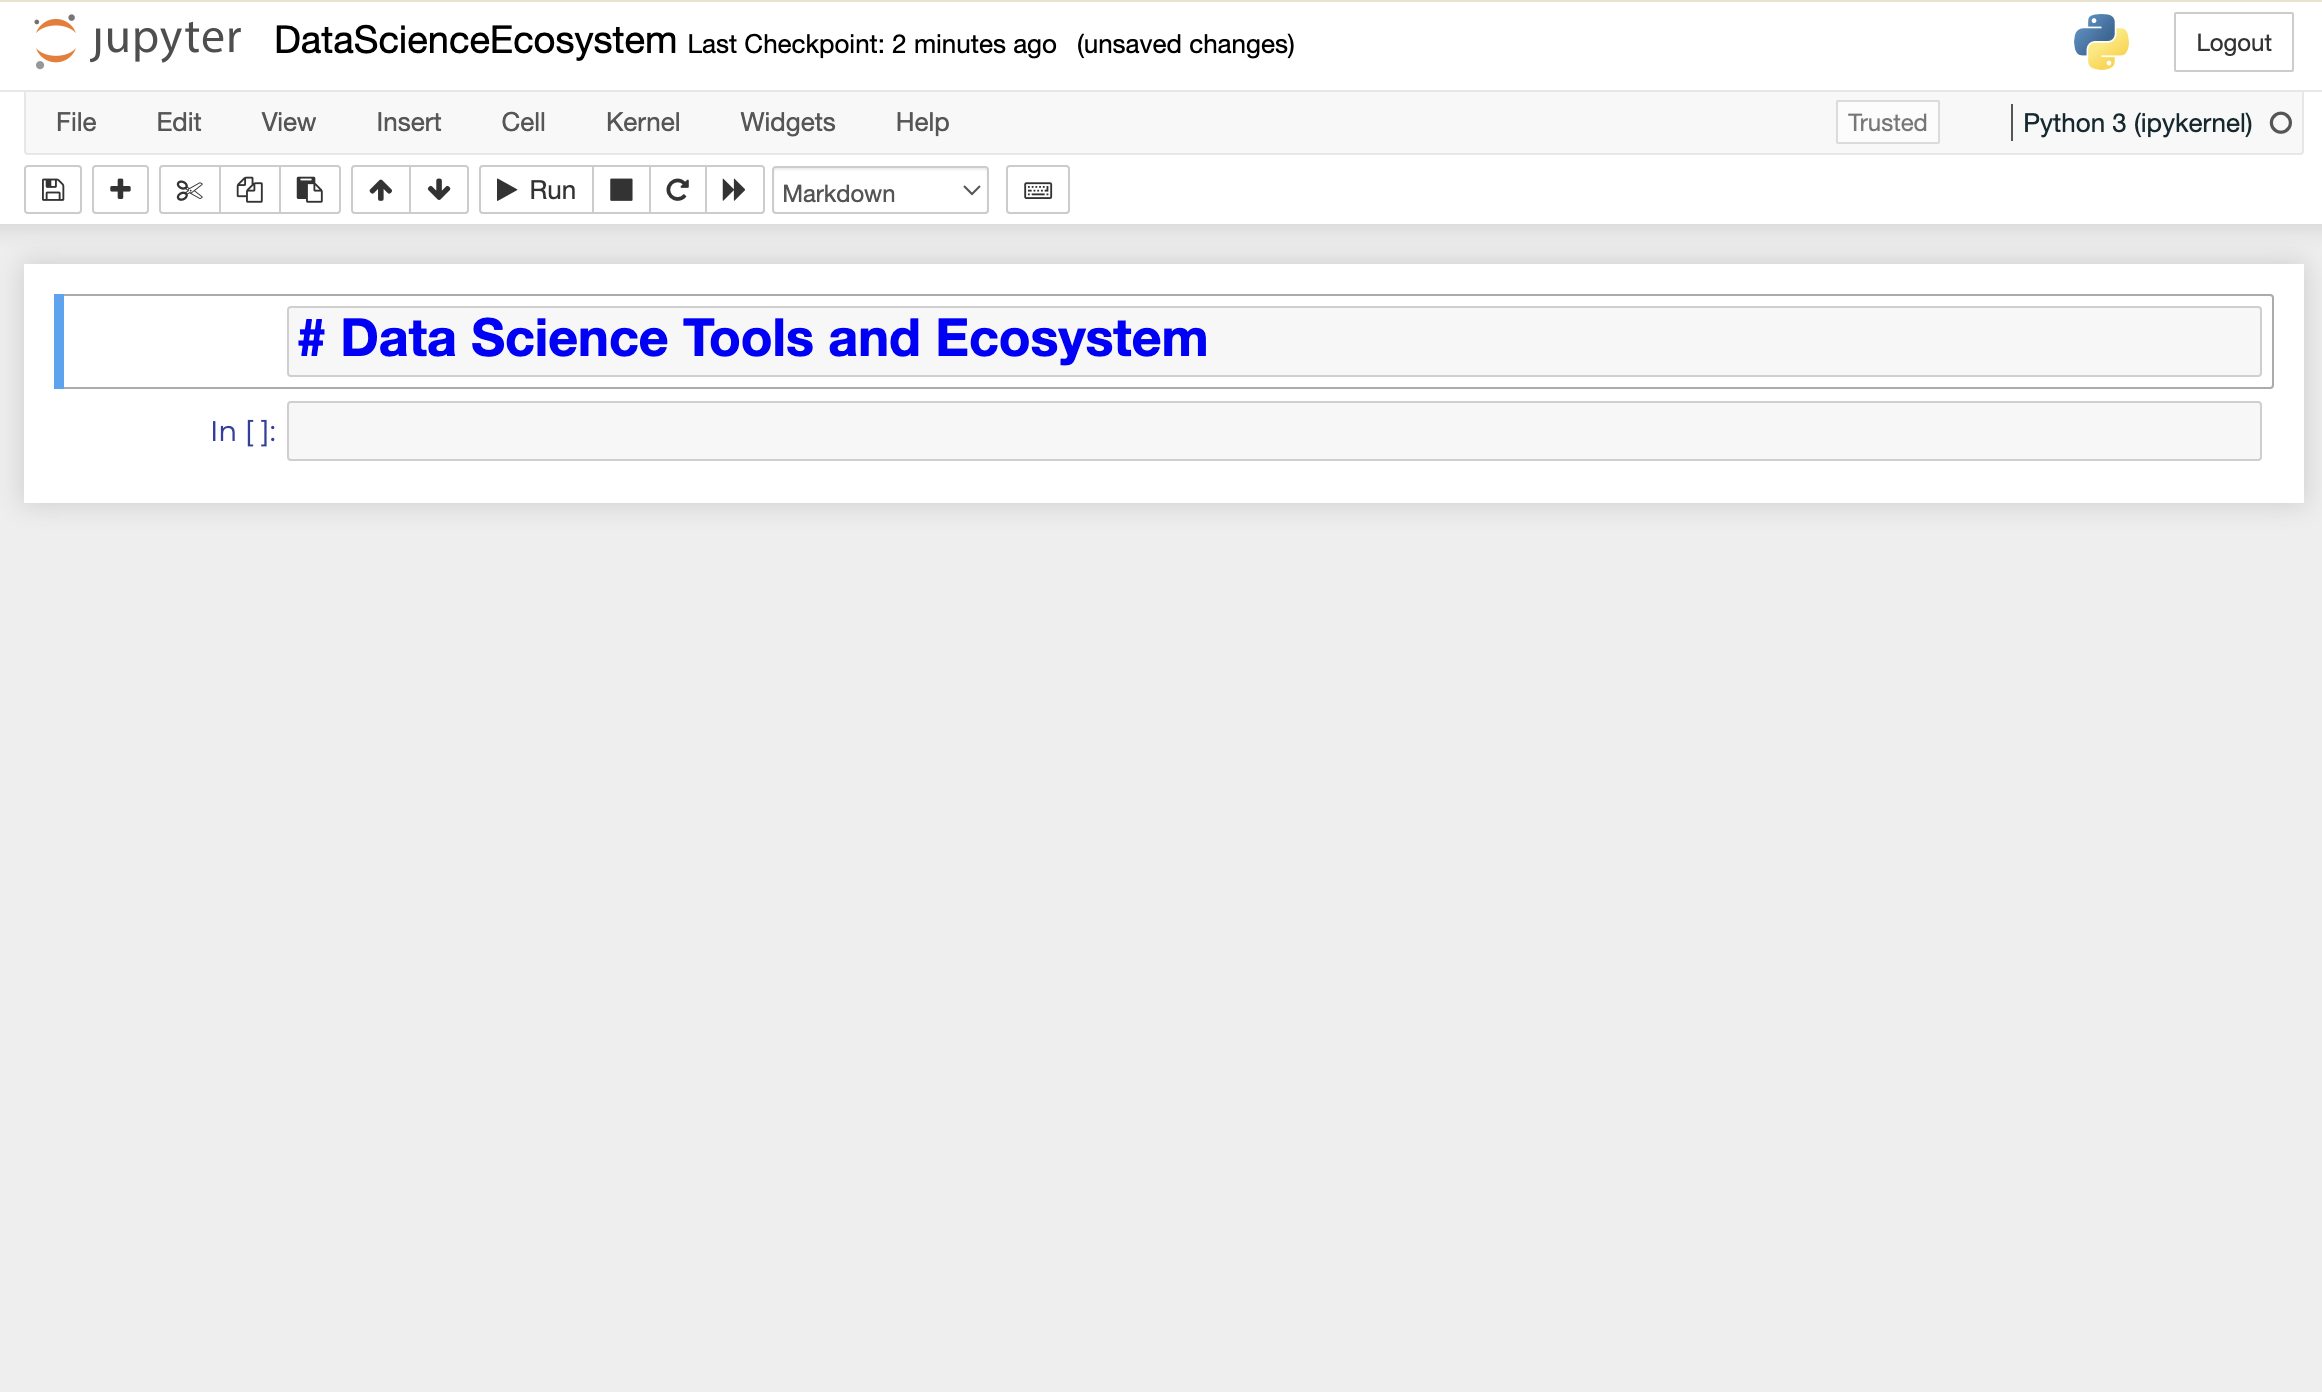 jupyter DataScienceEcosystem Last Checkpoint: 2 minutes ago (unsaved changes) Logout
File Edit View Insert Cell Kernel Widgets Help Trusted Python 3 (ipykernel)
Run Markdown
# Data Science Tools and Ecosystem
In [ ]: